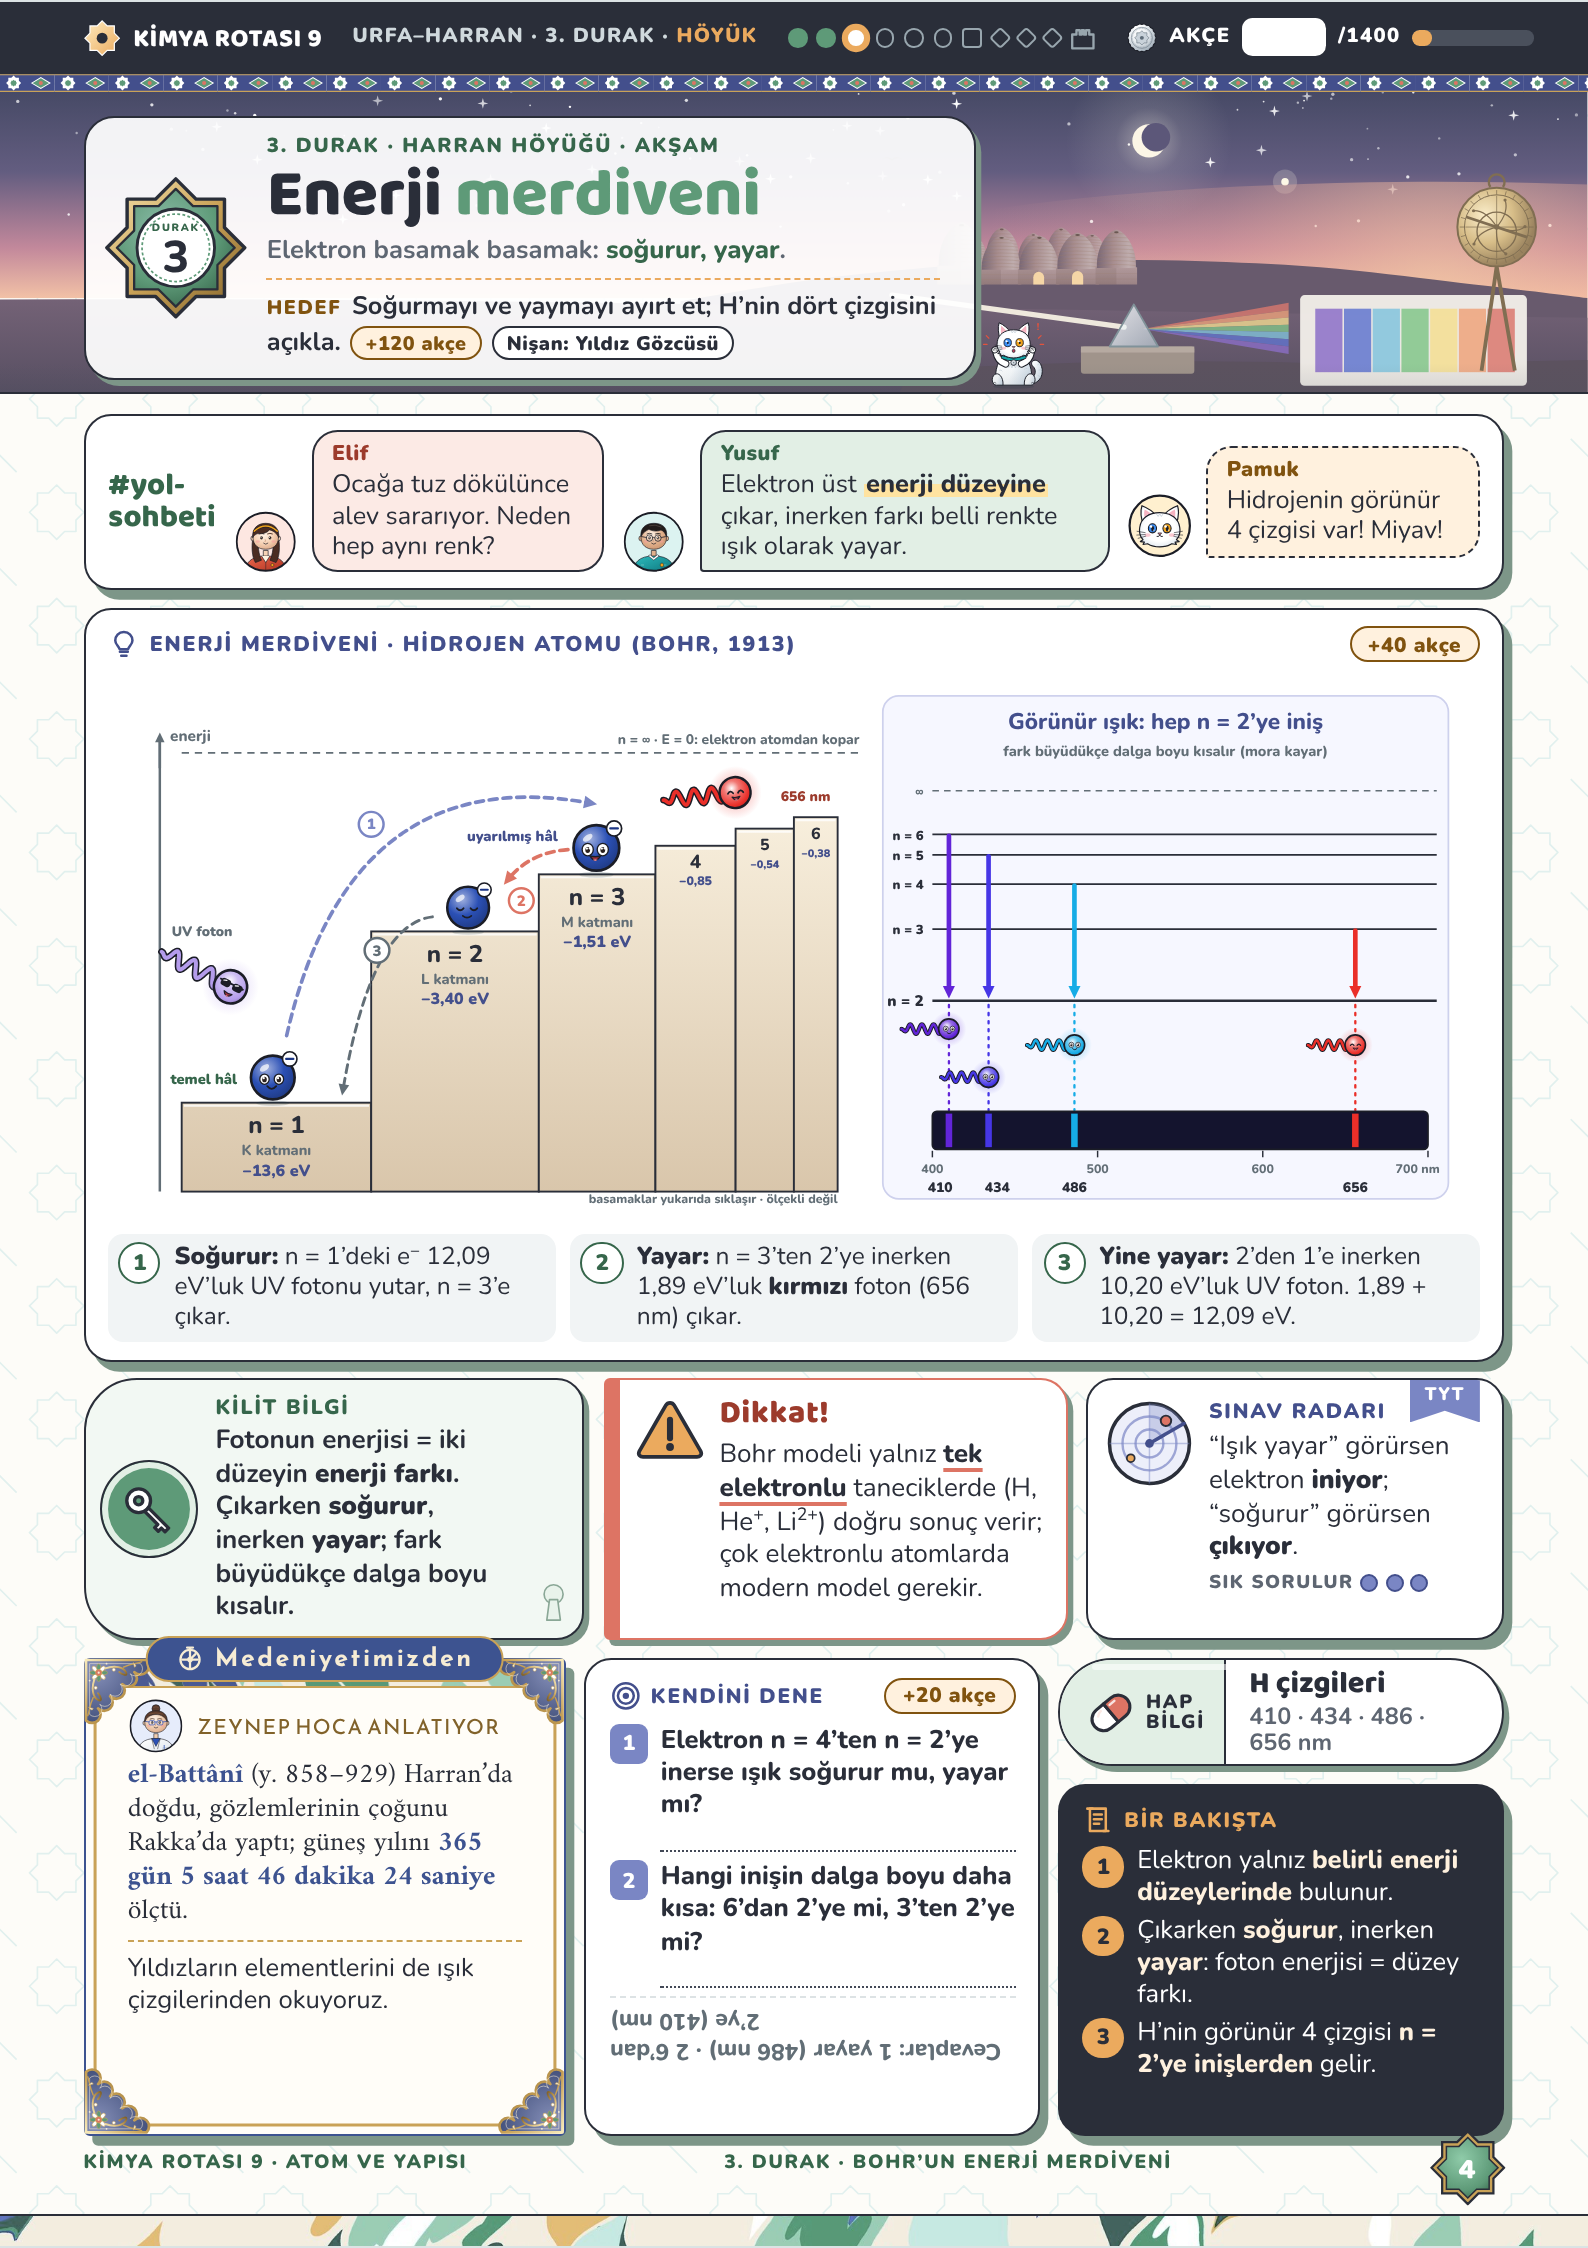 KİMYA ROTASI 9
URFA–HARRAN · 3. DURAK · HÖYÜK
AKÇE /1400
3. DURAK · HARRAN HÖYÜĞÜ · AKŞAM
DURAK
3
Enerji merdiveni
Elektron basamak basamak: soğurur, yayar.
HEDEF Soğurmayı ve yaymayı ayırt et; H’nin dört çizgisini
açıkla. +120 akçe Nişan: Yıldız Gözcüsü
#yol-
sohbeti
Elif
Ocağa tuz dökülünce
alev sararıyor. Neden
hep aynı renk?
Yusuf
Elektron üst enerji düzeyine
çıkar, inerken farkı belli renkte
ışık olarak yayar.
Pamuk
Hidrojenin görünür
4 çizgisi var! Miyav!
ENERJİ MERDİVENİ · HİDROJEN ATOMU (BOHR, 1913)
+40 akçe
enerji
n = ∞ · E = 0: elektron atomdan kopar
656 nm
1
uyarılmış hâl
2
3
UV foton
temel hâl
n = 1
K katmanı
−13,6 eV
n = 2
L katmanı
−3,40 eV
n = 3
M katmanı
−1,51 eV
4
−0,85
5
−0,54
6
−0,38
basamaklar yukarıda sıklaşır · ölçekli değil
Görünür ışık: hep n = 2’ye iniş
fark büyüdükçe dalga boyu kısalır (mora kayar)
∞
n = 6
n = 5
n = 4
n = 3
n = 2
400 500 600 700 nm
410 434 486 656
1 Soğurur: n = 1’deki e⁻ 12,09
eV’luk UV fotonu yutar, n = 3’e
çıkar.
2 Yayar: n = 3’ten 2’ye inerken
1,89 eV’luk kırmızı foton (656
nm) çıkar.
3 Yine yayar: 2’den 1’e inerken
10,20 eV’luk UV foton. 1,89 +
10,20 = 12,09 eV.
KİLİT BİLGİ
Fotonun enerjisi = iki
düzeyin enerji farkı.
Çıkarken soğurur,
inerken yayar; fark
büyüdükçe dalga boyu
kısalır.
Dikkat!
Bohr modeli yalnız tek
elektronlu taneciklerde (H,
He⁺, Li²⁺) doğru sonuç verir;
çok elektronlu atomlarda
modern model gerekir.
SINAV RADARI
TYT
“Işık yayar” görürsen
elektron iniyor;
“soğurur” görürsen
çıkıyor.
SIK SORULUR
Medeniyetimizden
ZEYNEP HOCA ANLATIYOR
el-Battânî (y. 858–929) Harran’da
doğdu, gözlemlerinin çoğunu
Rakka’da yaptı; güneş yılını 365
gün 5 saat 46 dakika 24 saniye
ölçtü.
Yıldızların elementlerini de ışık
çizgilerinden okuyoruz.
KENDİNİ DENE
+20 akçe
1 Elektron n = 4’ten n = 2’ye
inerse ışık soğurur mu, yayar
mı?
2 Hangi inişin dalga boyu daha
kısa: 6’dan 2’ye mi, 3’ten 2’ye
mi?
Cevaplar: 1 yayar (486 nm) · 2 6’dan
2’ye (410 nm)
HAP
BİLGİ
H çizgileri
410 · 434 · 486 ·
656 nm
BİR BAKIŞTA
1 Elektron yalnız belirli enerji
düzeylerinde bulunur.
2 Çıkarken soğurur, inerken
yayar: foton enerjisi = düzey
farkı.
3 H’nin görünür 4 çizgisi n =
2’ye inişlerden gelir.
KİMYA ROTASI 9 · ATOM VE YAPISI
3. DURAK · BOHR’UN ENERJİ MERDİVENİ
4